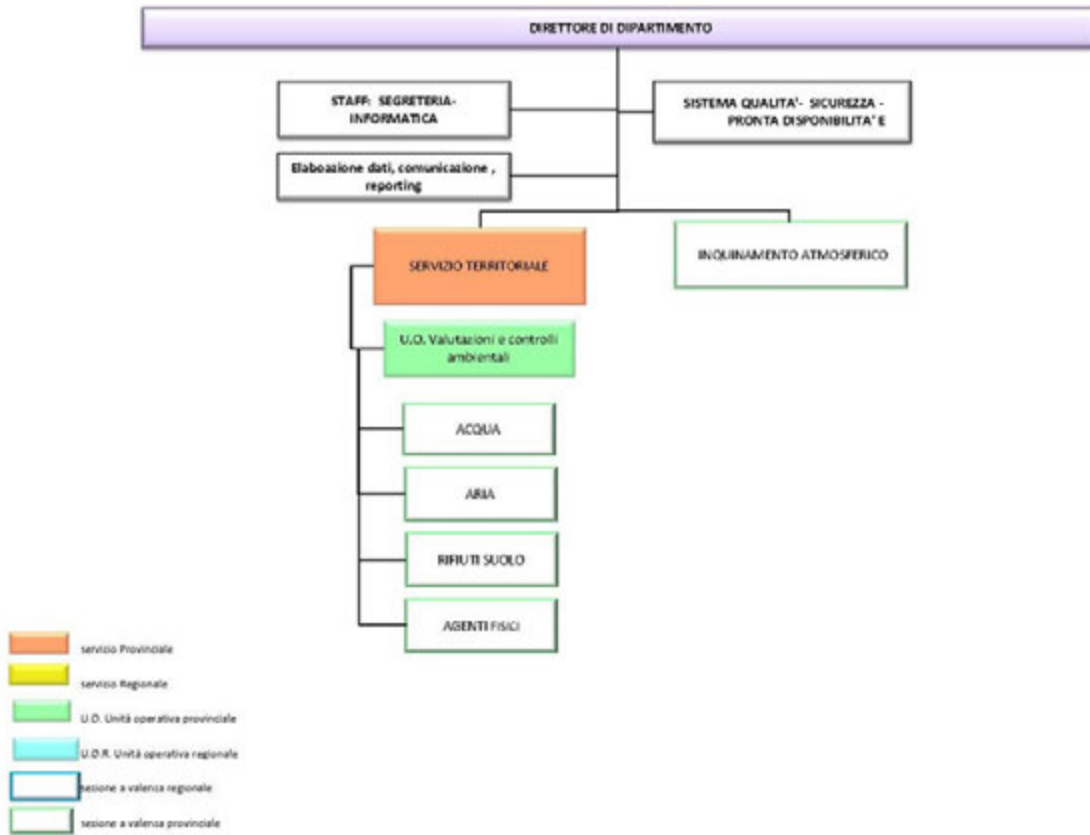 DIRETTORE DI DIPARTIMENTO
STAFF: SEGRETERIA-
INFORMATICA
SISTEMA QUALITA'- SICUREZZA -
PRONTA DISPONIBILITA' E
Elaboazione dati, comunicazione ,
reporting
SERVIZIO TERRITORIALE
INQUINAMENTO ATMOSFERICO
U.O. Valutazioni e controlli
ambientali
ACQUA
ARIA
RIFIUTI SUOLO
AGENTI FISICI
servizio Provinciale
servizio Regionale
U.O. Unità operativa provinciale
U.O.R. Unità operativa regionale
sezione a valenza regionale
sezione a valenza provinciale